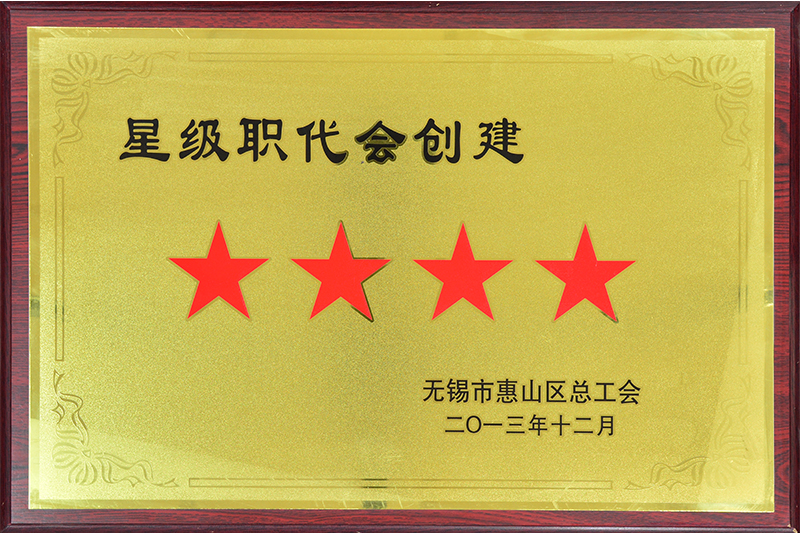 星级职代会创建
无锡市惠山区总工会
二〇一三年十二月